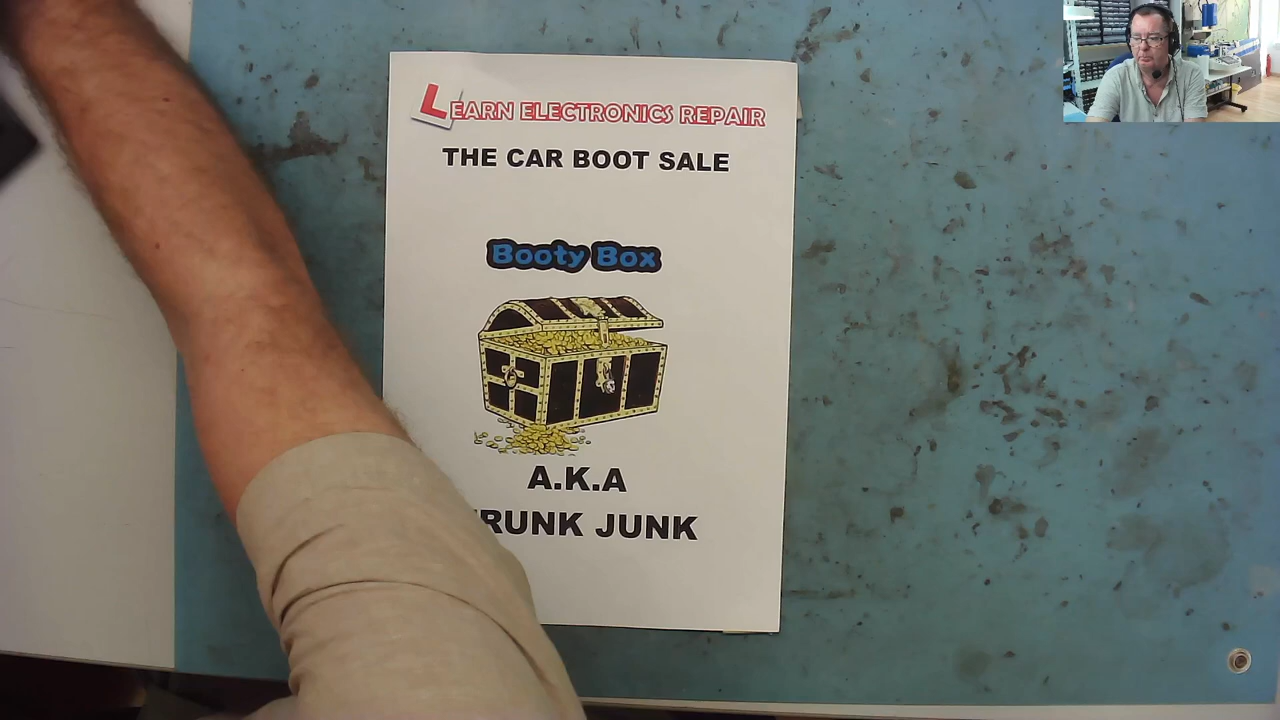 LEARN ELECTRONICS REPAIR
THE CAR BOOT SALE
Booty Box
A.K.A
RUNK JUNK